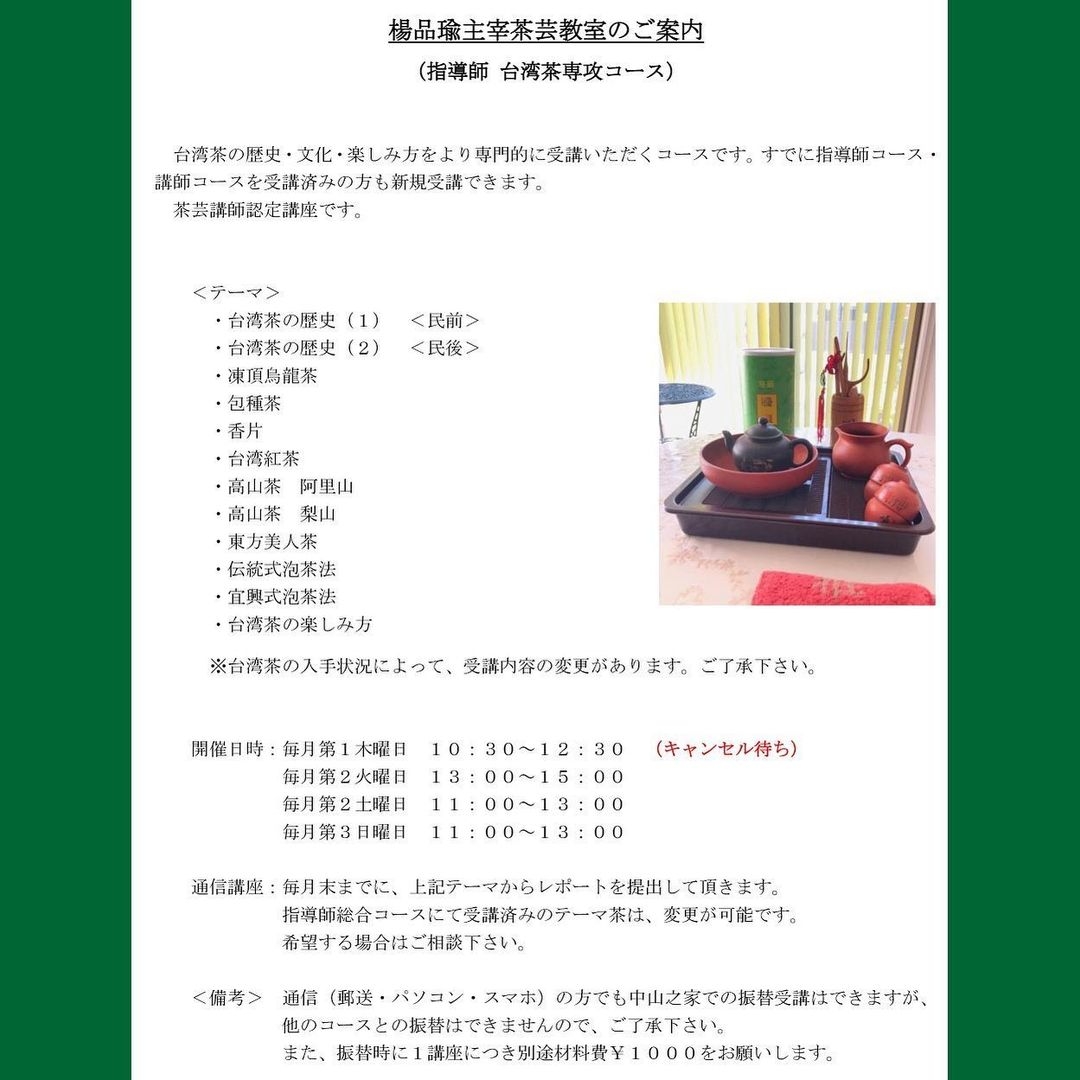 楊品瑜主宰茶芸教室のご案内
（指導師 台湾茶専攻コース）
台湾茶の歴史・文化・楽しみ方をより専門的に受講いただくコースです。すでに指導師コース・
講師コースを受講済みの方も新規受講できます。
茶芸講師認定講座です。
＜テーマ＞
・台湾茶の歴史（１）　＜民前＞
・台湾茶の歴史（２）　＜民後＞
・凍頂烏龍茶
・包種茶
・香片
・台湾紅茶
・高山茶　阿里山
・高山茶　梨山
・東方美人茶
・伝統式泡茶法
・宜興式泡茶法
・台湾茶の楽しみ方
※台湾茶の入手状況によって、受講内容の変更があります。ご了承下さい。
開催日時：毎月第１木曜日　１０：３０～１２：３０　（キャンセル待ち）
毎月第２火曜日　１３：００～１５：００
毎月第２土曜日　１１：００～１３：００
毎月第３日曜日　１１：００～１３：００
通信講座：毎月末までに、上記テーマからレポートを提出して頂きます。
指導師総合コースにて受講済みのテーマ茶は、変更が可能です。
希望する場合はご相談下さい。
＜備考＞　通信（郵送・パソコン・スマホ）の方でも中山之家での振替受講はできますが、
他のコースとの振替はできませんので、ご了承下さい。
また、振替時に１講座につき別途材料費￥１０００をお願いします。